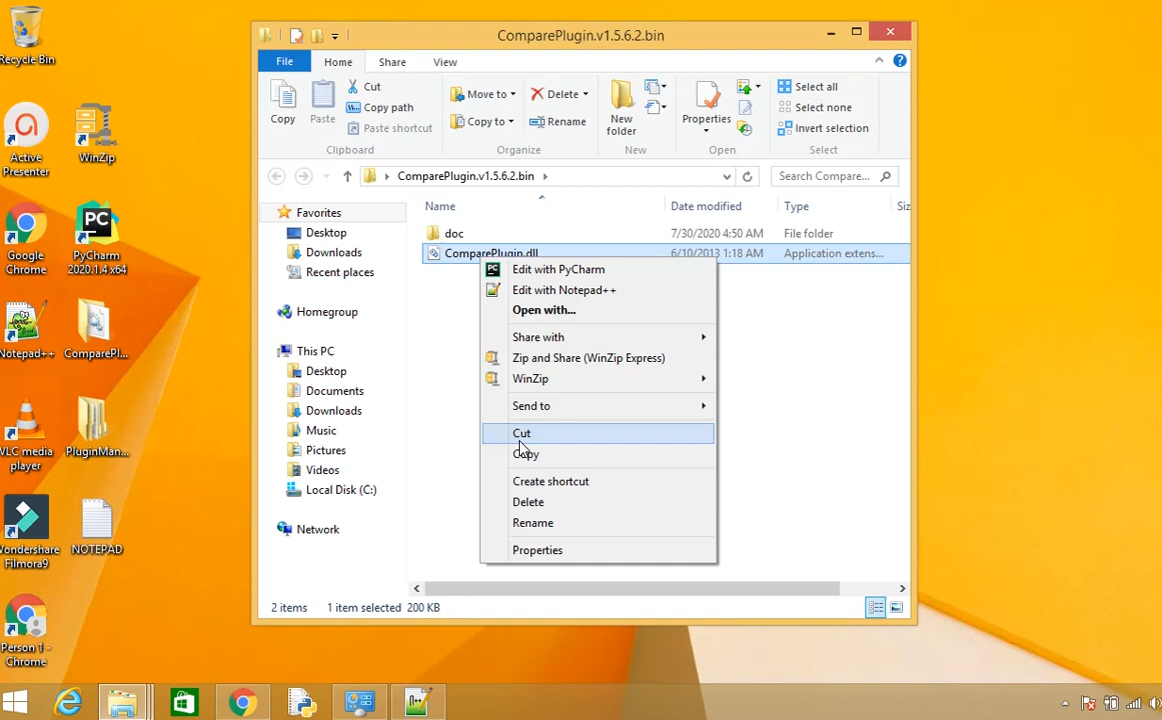 Recycle Bin
Active
Presenter
WinZip
Google
Chrome
PyCharm
2020.1.4 x64
Notepad++
ComparePl...
VLC media
player
PluginMan...
Wondershare
Filmora9
NOTEPAD
Person 1 -
Chrome
ComparePlugin.v1.5.6.2.bin
File
Home
Share
View
Copy
Paste
Cut
Copy path
Paste shortcut
Clipboard
Move to
Copy to
Delete
Rename
Organize
New
folder
New
Properties
Open
Select all
Select none
Invert selection
Select
ComparePlugin.v1.5.6.2.bin
Search Compare...
Favorites
Desktop
Downloads
Recent places
Homegroup
This PC
Desktop
Documents
Downloads
Music
Pictures
Videos
Local Disk (C:)
Network
Name
Date modified
Type
Siz
doc
7/30/2020 4:50 AM
File folder
ComparePlugin.dll
6/10/2013 1:18 AM
Application extens...
Edit with PyCharm
Edit with Notepad++
Open with...
Share with
Zip and Share (WinZip Express)
WinZip
Send to
Cut
Copy
Create shortcut
Delete
Rename
Properties
2 items
1 item selected
200 KB